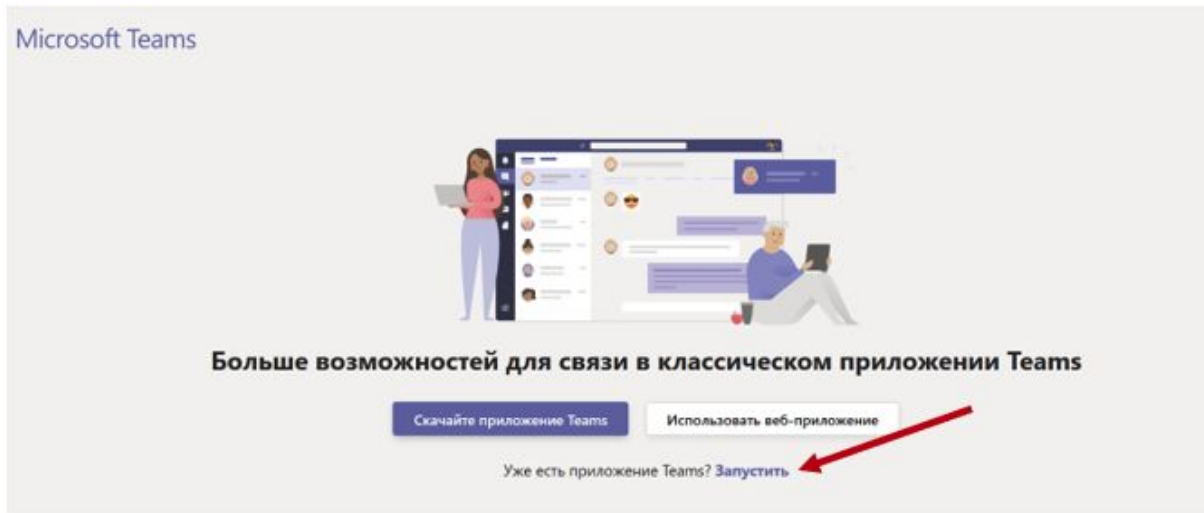 Microsoft Teams
Больше возможностей для связи в классическом приложении Teams
Скачайте приложение Teams
Использовать веб-приложение
Уже есть приложение Teams? Запустить